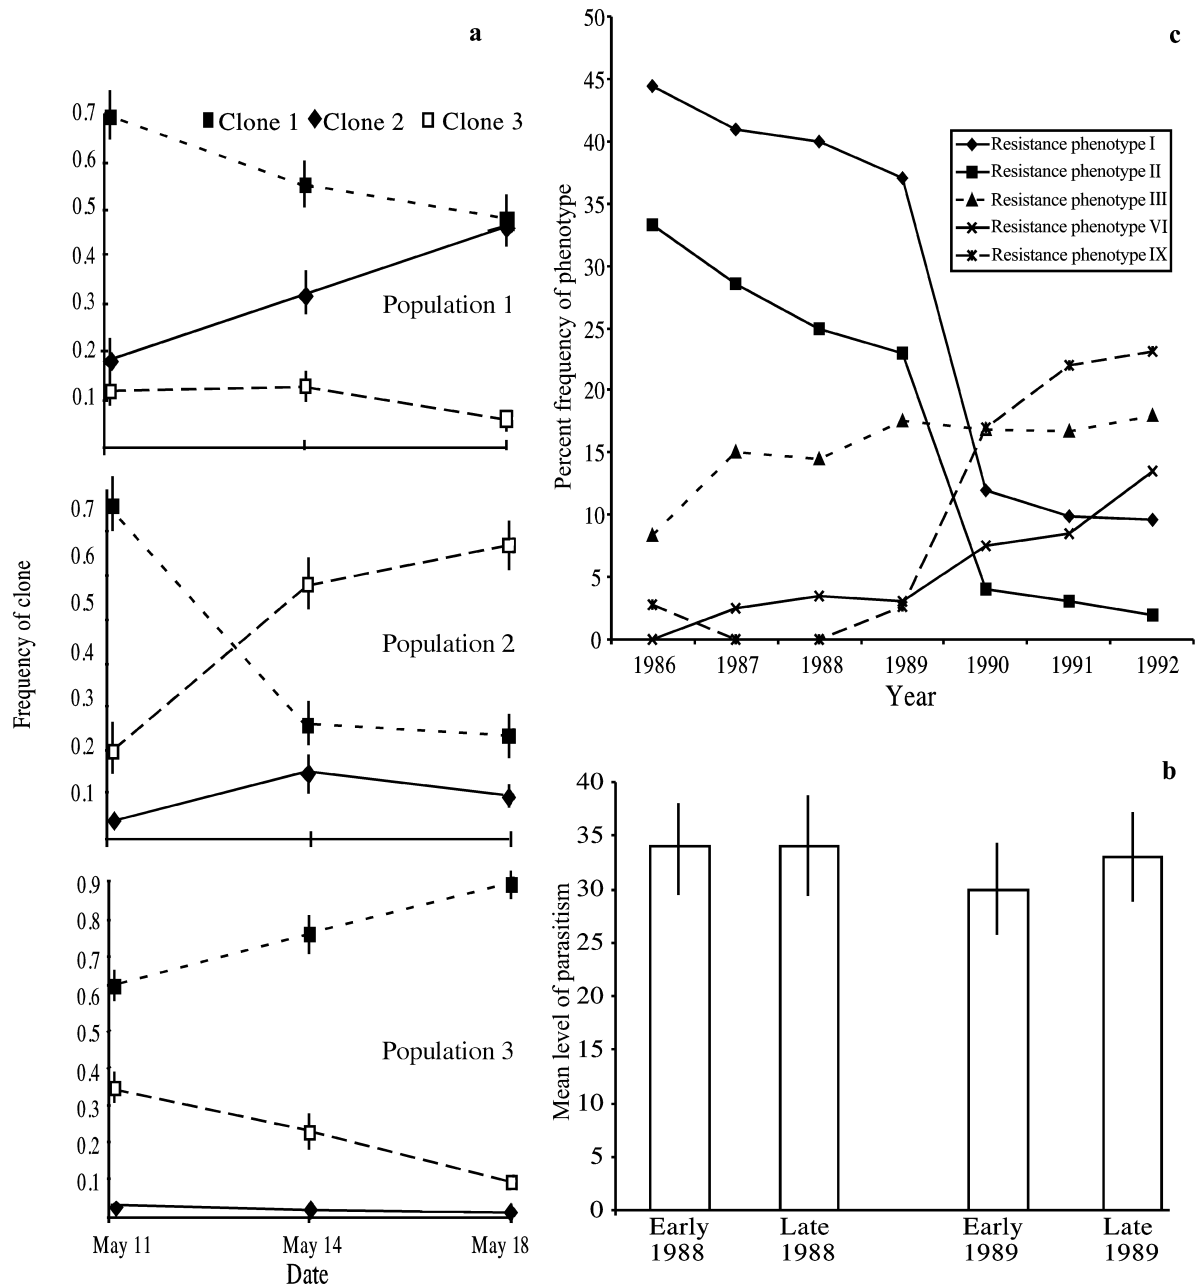 a
Clone 1 Clone 2 Clone 3
0.7
0.6
0.5
0.4
0.3
0.2
0.1
Population 1
0.7
0.6
0.5
0.4
0.3
0.2
0.1
Population 2
Frequency of clone
0.9
0.8
0.7
0.6
0.5
0.4
0.3
0.2
0.1
Population 3
May 11 May 14 May 18
Date
c
50
45
40
35
30
25
20
15
10
5
0
Percent frequency of phenotype
Resistance phenotype I
Resistance phenotype II
Resistance phenotype III
Resistance phenotype VI
Resistance phenotype IX
1986 1987 1988 1989 1990 1991 1992
Year
b
40
35
30
25
20
15
10
5
0
Mean level of parasitism
Early Late Early Late
1988 1988 1989 1989